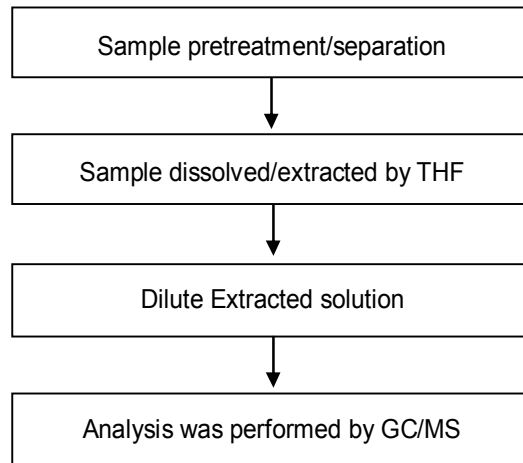 Sample pretreatment/separation
Sample dissolved/extracted by THF
Dilute Extracted solution
Analysis was performed by GC/MS